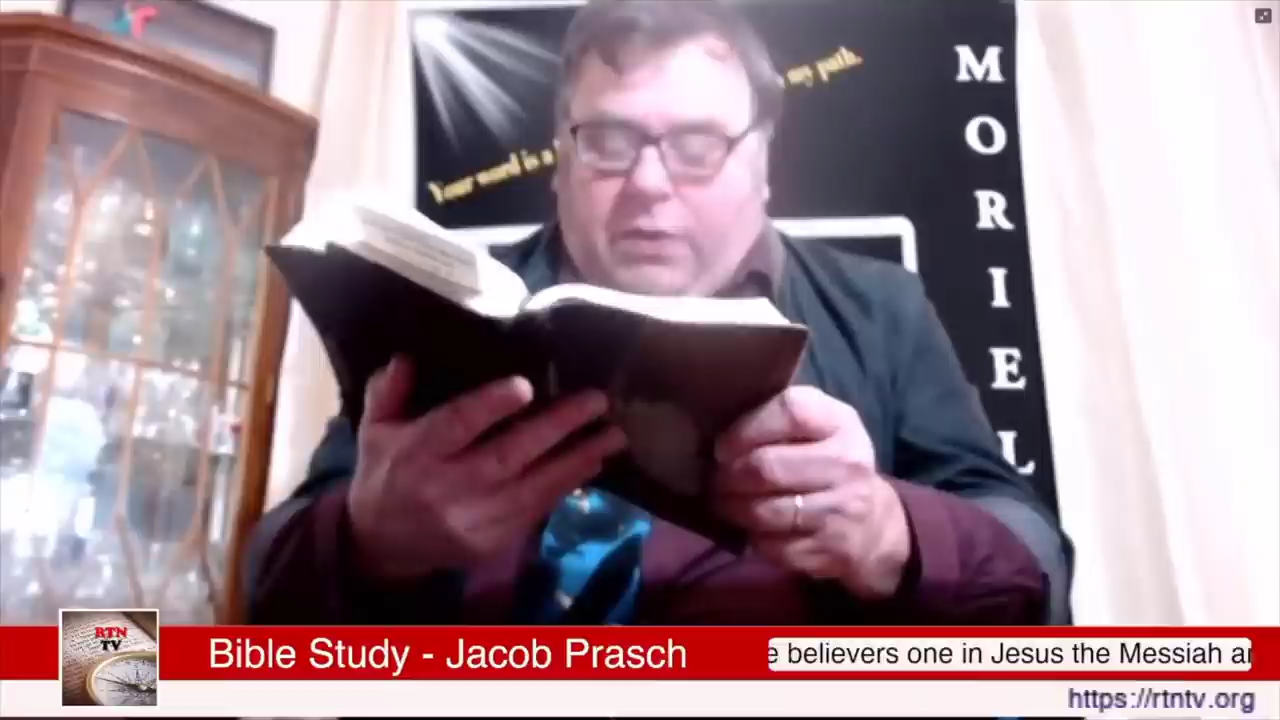 Your word is a
my path.
MORIEL
RTN
TV
Bible Study - Jacob Prasch
e believers one in Jesus the Messiah ar
https://rtntv.org